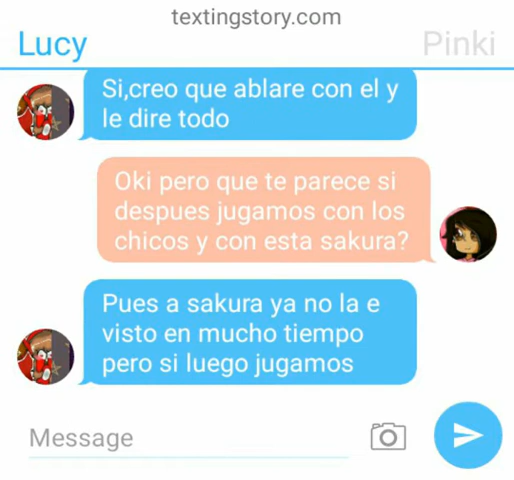 textingstory.com
Lucy
Pinki
Si,creo que ablare con el y
le dire todo
Oki pero que te parece si
despues jugamos con los
chicos y con esta sakura?
Pues a sakura ya no la e
visto en mucho tiempo
pero si luego jugamos
Message